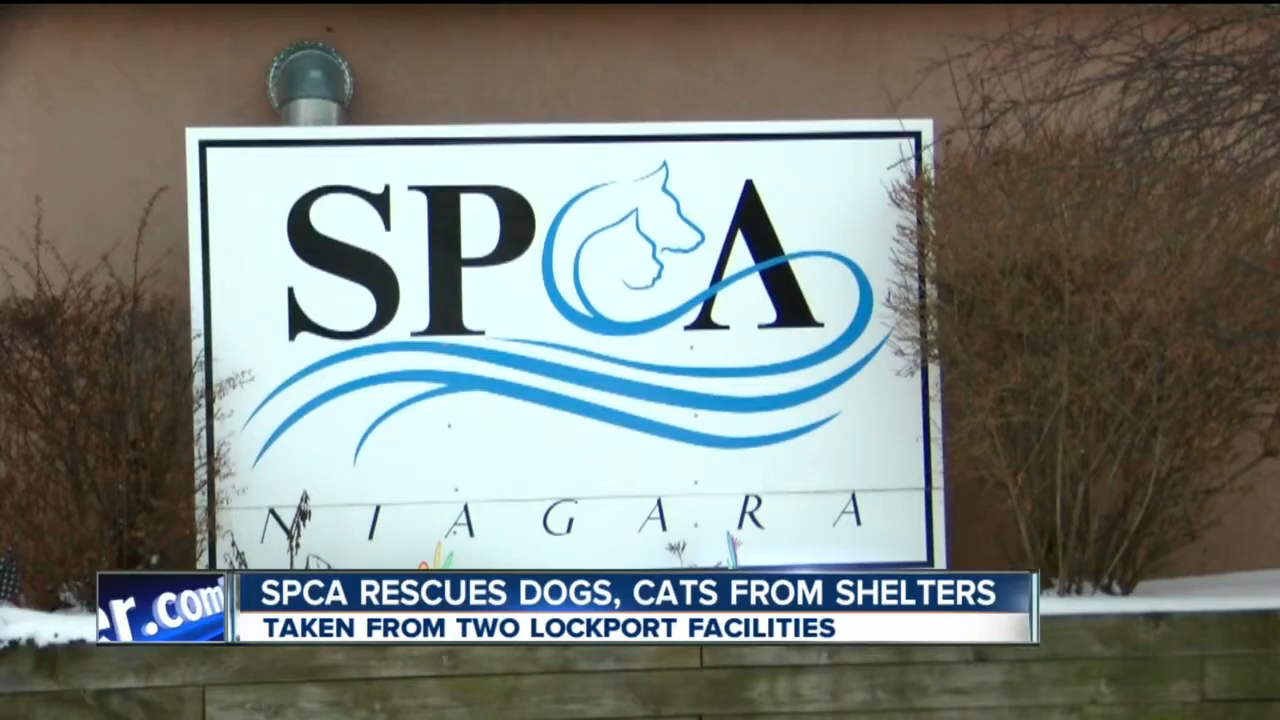 SPCA
NIAGARA
r.com
SPCA RESCUES DOGS, CATS FROM SHELTERS
TAKEN FROM TWO LOCKPORT FACILITIES